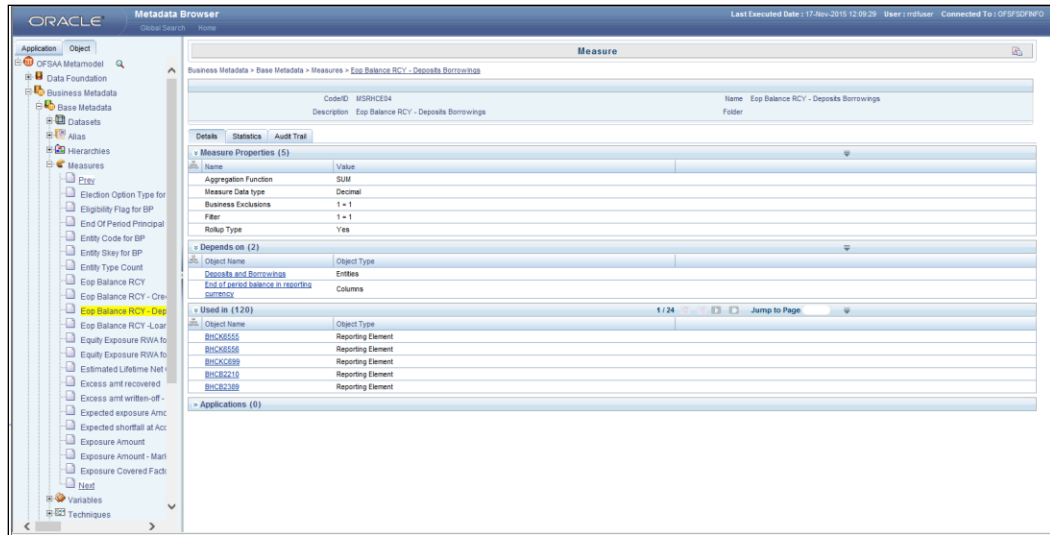 ORACLE
Metadata Browser
Global Search Home
Last Executed Date : 17-Nov-2015 12:09:29 User : rrdfuser Connected To : OFSFSDFINFO
Application Object
OFSAA Metamodel
Data Foundation
Business Metadata
Base Metadata
Datasets
Alias
Hierarchies
Measures
Prev
Election Option Type for
Eligibility Flag for BP
End Of Period Principal
Entity Code for BP
Entity Skey for BP
Entity Type Count
Eop Balance RCY
Eop Balance RCY - Cre
Eop Balance RCY - Dep
Eop Balance RCY -Loar
Equity Exposure RWA fo
Equity Exposure RWA fo
Estimated Lifetime Net
Excess amt recovered
Excess amt written-off -
Expected exposure Amc
Expected shortfall at Acc
Exposure Amount
Exposure Amount - Mari
Exposure Covered Fact
Next
Variables
Techniques
Measure
Business Metadata > Base Metadata > Measures > Eop Balance RCY - Deposits Borrowings
Code/ID MSRHCE04 Name Eop Balance RCY - Deposits Borrowings
Description Eop Balance RCY - Deposits Borrowings Folder
Details Statistics Audit Trail
Measure Properties (5)
Name Value
Aggregation Function SUM
Measure Data type Decimal
Business Exclusions 1 = 1
Filter 1 = 1
Rollup Type Yes
Depends on (2)
Object Name Object Type
Deposits and Borrowings Entities
End of period balance in reporting currency Columns
Used in (120) 1 / 24 Jump to Page
Object Name Object Type
BHCK6555 Reporting Element
BHCK6556 Reporting Element
BHCKC699 Reporting Element
BHCB2210 Reporting Element
BHCB2389 Reporting Element
Applications (0)